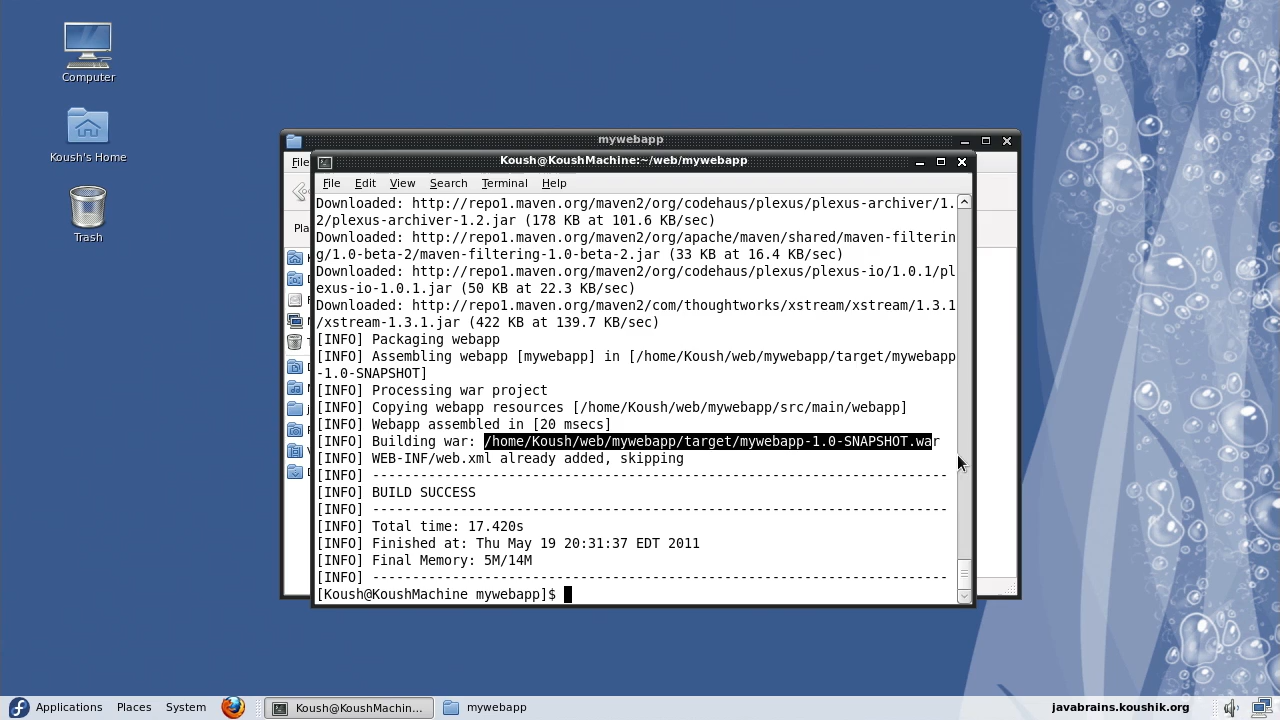 Computer
Koush's Home
Trash
mywebapp
File
Pla
Koush@KoushMachine:~/web/mywebapp
File Edit View Search Terminal Help
Downloaded: http://repo1.maven.org/maven2/org/codehaus/plexus/plexus-archiver/1.
2/plexus-archiver-1.2.jar (178 KB at 101.6 KB/sec)
Downloaded: http://repo1.maven.org/maven2/org/apache/maven/shared/maven-filterin
g/1.0-beta-2/maven-filtering-1.0-beta-2.jar (33 KB at 16.4 KB/sec)
Downloaded: http://repo1.maven.org/maven2/org/codehaus/plexus/plexus-io/1.0.1/pl
exus-io-1.0.1.jar (50 KB at 22.3 KB/sec)
Downloaded: http://repo1.maven.org/maven2/com/thoughtworks/xstream/xstream/1.3.1
/xstream-1.3.1.jar (422 KB at 139.7 KB/sec)
[INFO] Packaging webapp
[INFO] Assembling webapp [mywebapp] in [/home/Koush/web/mywebapp/target/mywebapp
-1.0-SNAPSHOT]
[INFO] Processing war project
[INFO] Copying webapp resources [/home/Koush/web/mywebapp/src/main/webapp]
[INFO] Webapp assembled in [20 msecs]
[INFO] Building war: /home/Koush/web/mywebapp/target/mywebapp-1.0-SNAPSHOT.war
[INFO] WEB-INF/web.xml already added, skipping
[INFO] ------------------------------------------------------------------------
[INFO] BUILD SUCCESS
[INFO] ------------------------------------------------------------------------
[INFO] Total time: 17.420s
[INFO] Finished at: Thu May 19 20:31:37 EDT 2011
[INFO] Final Memory: 5M/14M
[INFO] ------------------------------------------------------------------------
[Koush@KoushMachine mywebapp]$
Applications Places System Koush@KoushMachin... mywebapp javabrains.koushik.org